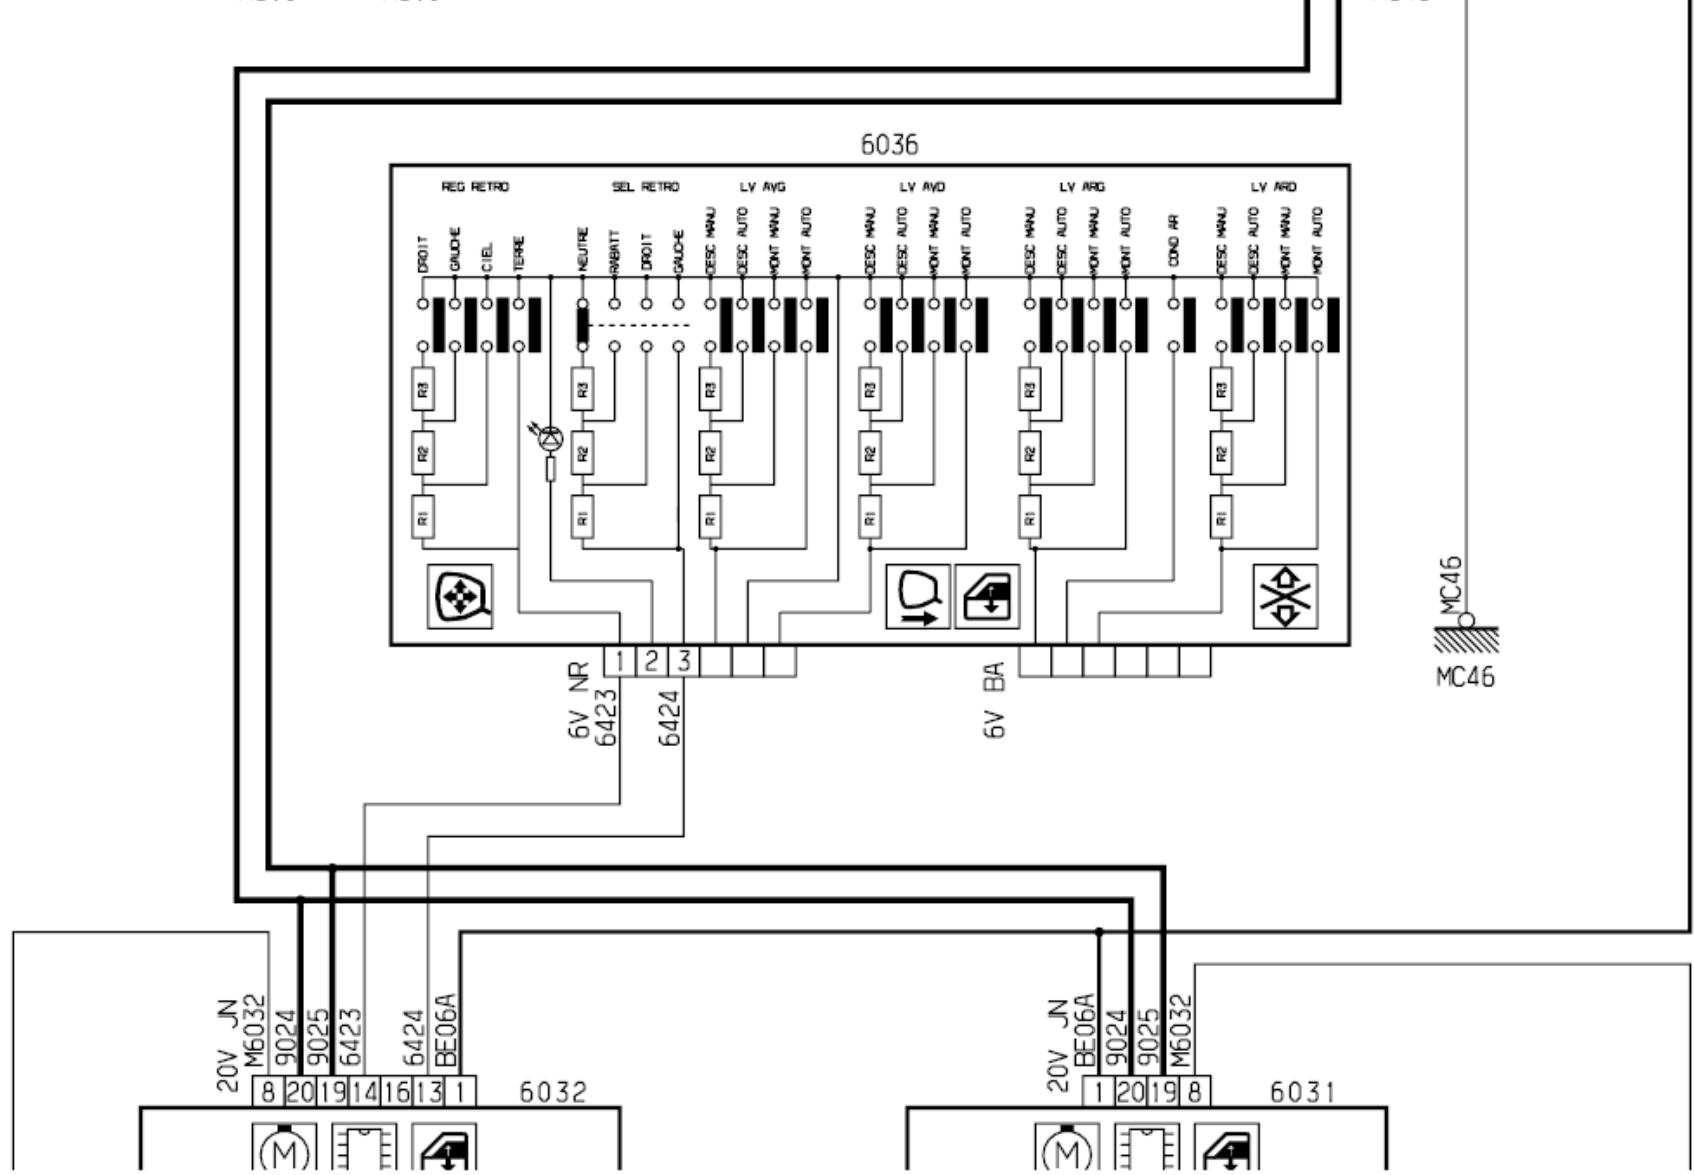 6036
REG RETRO
SEL RETRO
LV AVG
LV AVD
LV ARG
LV ARD
DROIT
GAUCHE
CIEL
TERRE
NEUTRE
RABATT
DROIT
GAUCHE
DESC MANU
DESC AUTO
MONT MANU
MONT AUTO
DESC MANU
DESC AUTO
MONT MANU
MONT AUTO
DESC MANU
DESC AUTO
MONT MANU
MONT AUTO
COND AR
DESC MANU
DESC AUTO
MONT MANU
MONT AUTO
R3 R3 R3 R3 R3 R3
R2 R2 R2 R2 R2 R2
R1 R1 R1 R1 R1 R1
MC46
MC46
1 2 3
6V NR
6423
6424
6V BA
20V JN
M6032
9024
9025
6423
6424
BE06A
8 20 19 14 16 13 1
6032
M
20V JN
BE06A
9024
9025
M6032
1 20 19 8
6031
M